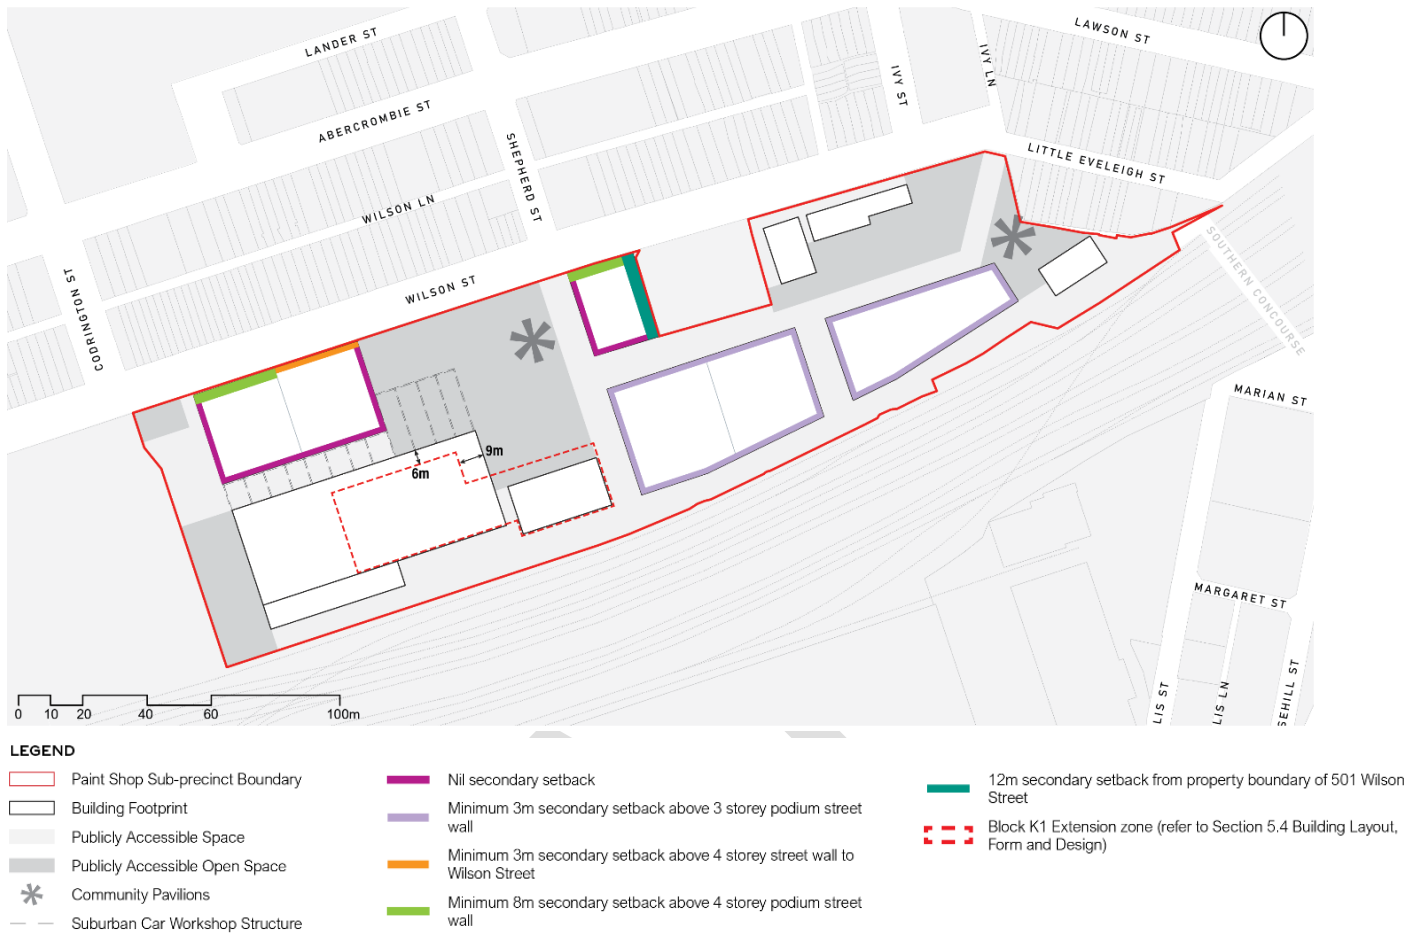 LANDER ST
LAWSON ST
IVY LN
IVY ST
ABERCROMBIE ST
SHEPHERD ST
LITTLE EVELEIGH ST
WILSON LN
SOUTHERN CONCOURSE
CODRINGTON ST
WILSON ST
MARIAN ST
9m
6m
MARGARET ST
LIS ST
LIS LN
SEHILL ST
0 10 20 40 60 100m
LEGEND
Paint Shop Sub-precinct Boundary
Building Footprint
Publicly Accessible Space
Publicly Accessible Open Space
Community Pavilions
Suburban Car Workshop Structure
Nil secondary setback
Minimum 3m secondary setback above 3 storey podium street
wall
Minimum 3m secondary setback above 4 storey street wall to
Wilson Street
Minimum 8m secondary setback above 4 storey podium street
wall
12m secondary setback from property boundary of 501 Wilson
Street
Block K1 Extension zone (refer to Section 5.4 Building Layout,
Form and Design)